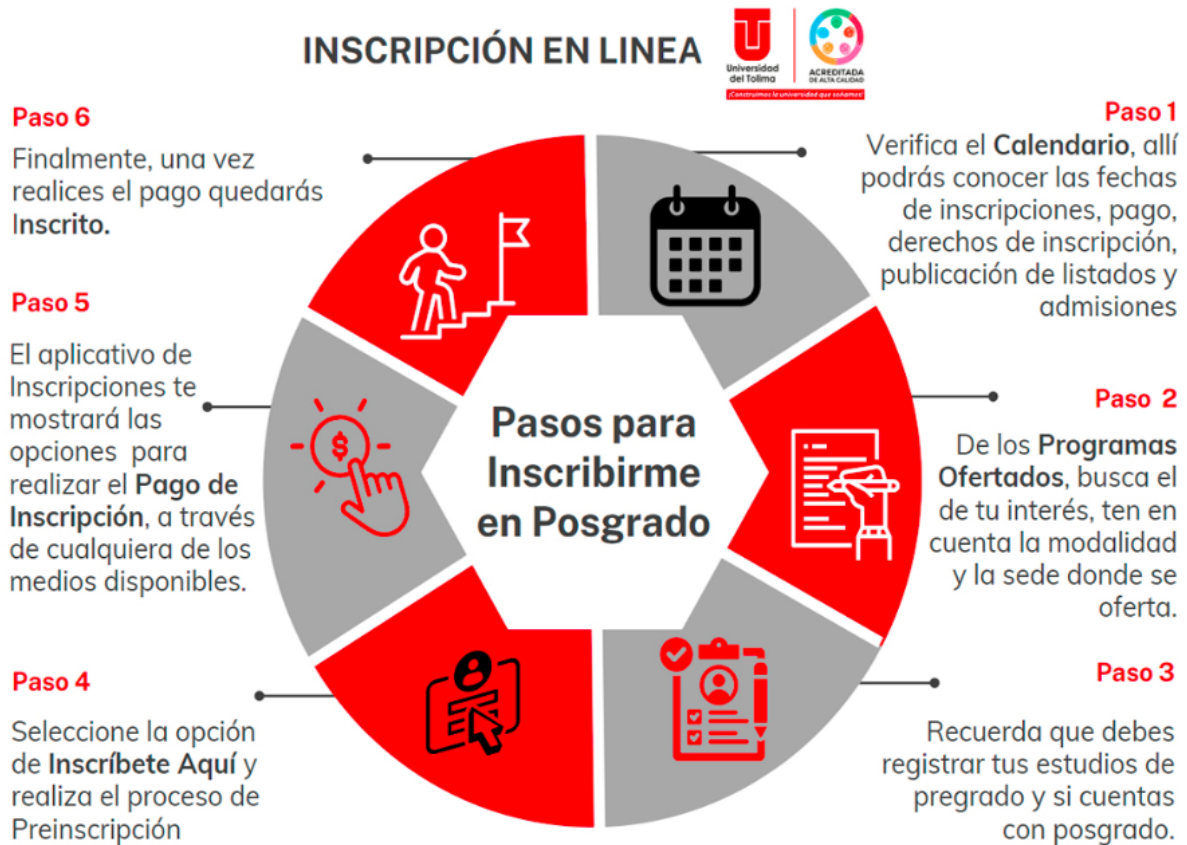 INSCRIPCIÓN EN LINEA
Universidad
del Tolima
ACREDITADA
DE ALTA CALIDAD
¡Construimos la universidad que soñamos!
Paso 1
Verifica el Calendario, allí
podrás conocer las fechas
de inscripciones, pago,
derechos de inscripción,
publicación de listados y
admisiones
Paso 2
De los Programas
Ofertados, busca el
de tu interés, ten en
cuenta la modalidad
y la sede donde se
oferta.
Paso 3
Recuerda que debes
registrar tus estudios de
pregrado y si cuentas
con posgrado.
Paso 4
Seleccione la opción
de Inscríbete Aquí y
realiza el proceso de
Preinscripción
Paso 5
El aplicativo de
Inscripciones te
mostrará las
opciones para
realizar el Pago de
Inscripción, a través
de cualquiera de los
medios disponibles.
Paso 6
Finalmente, una vez
realices el pago quedarás
Inscrito.
$
Pasos para
Inscribirme
en Posgrado